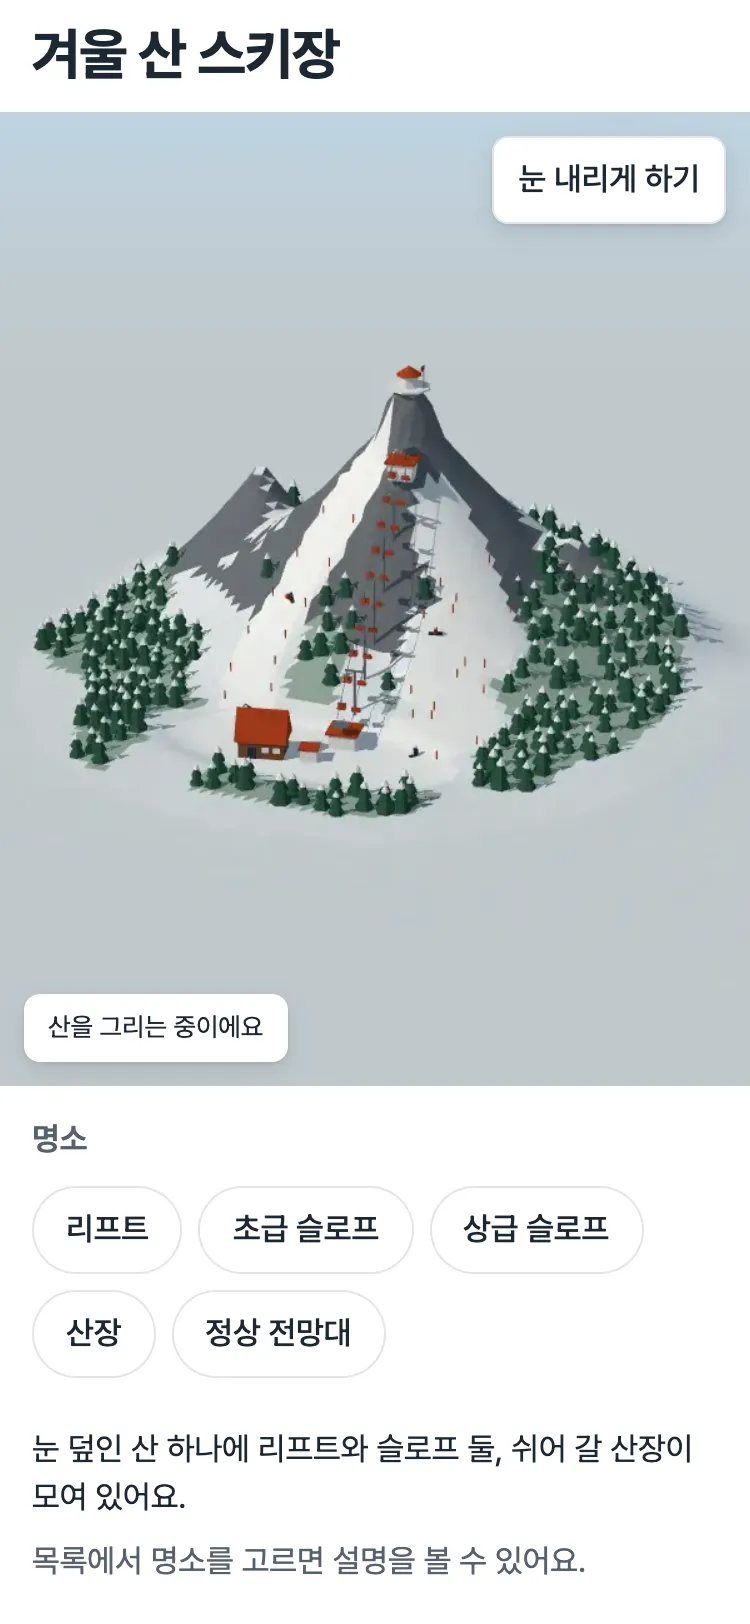 겨울 산 스키장
눈 내리게 하기
산을 그리는 중이에요
명소
리프트
초급 슬로프
상급 슬로프
산장
정상 전망대
눈 덮인 산 하나에 리프트와 슬로프 둘, 쉬어 갈 산장이
모여 있어요.
목록에서 명소를 고르면 설명을 볼 수 있어요.